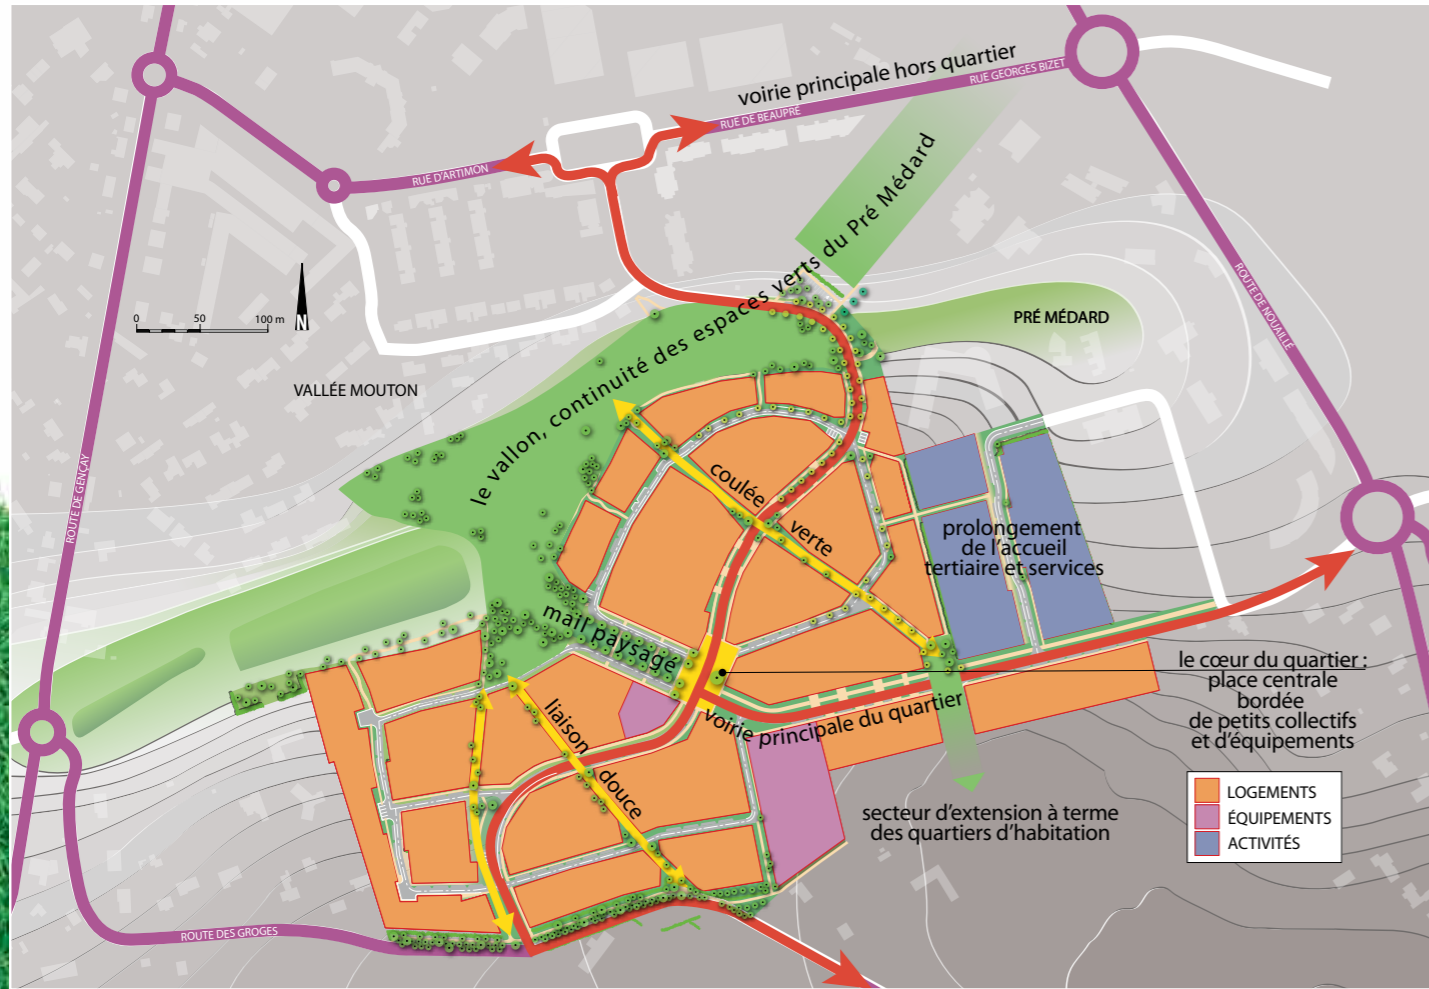 voirie principale hors quartier
RUE GEORGES BIZET
RUE DE BEAUPRÉ
RUE D'ARTIMON
le vallon, continuité des espaces verts du Pré Médard
ROUTE DE NOUAILLÉ
0 50 100 m
N
PRÉ MÉDARD
VALLÉE MOUTON
ROUTE DE GENÇAY
coulée
verte
prolongement
de l'accueil
tertiaire et services
mail paysagé
le cœur du quartier :
place centrale
bordée
de petits collectifs
et d'équipements
liaison
douce
voirie principale du quartier
secteur d'extension à terme
des quartiers d'habitation
LOGEMENTS
ÉQUIPEMENTS
ACTIVITÉS
ROUTE DES GROGES